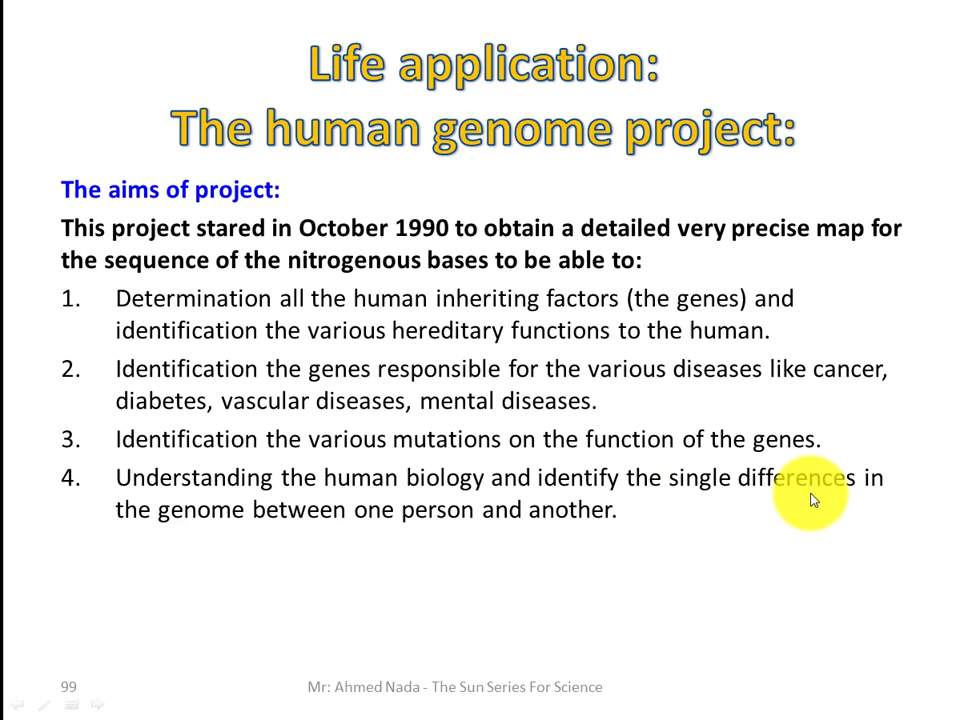 Life application:
The human genome project:
The aims of project:
This project stared in October 1990 to obtain a detailed very precise map for
the sequence of the nitrogenous bases to be able to:
1. Determination all the human inheriting factors (the genes) and
identification the various hereditary functions to the human.
2. Identification the genes responsible for the various diseases like cancer,
diabetes, vascular diseases, mental diseases.
3. Identification the various mutations on the function of the genes.
4. Understanding the human biology and identify the single differences in
the genome between one person and another.
99 Mr: Ahmed Nada - The Sun Series For Science